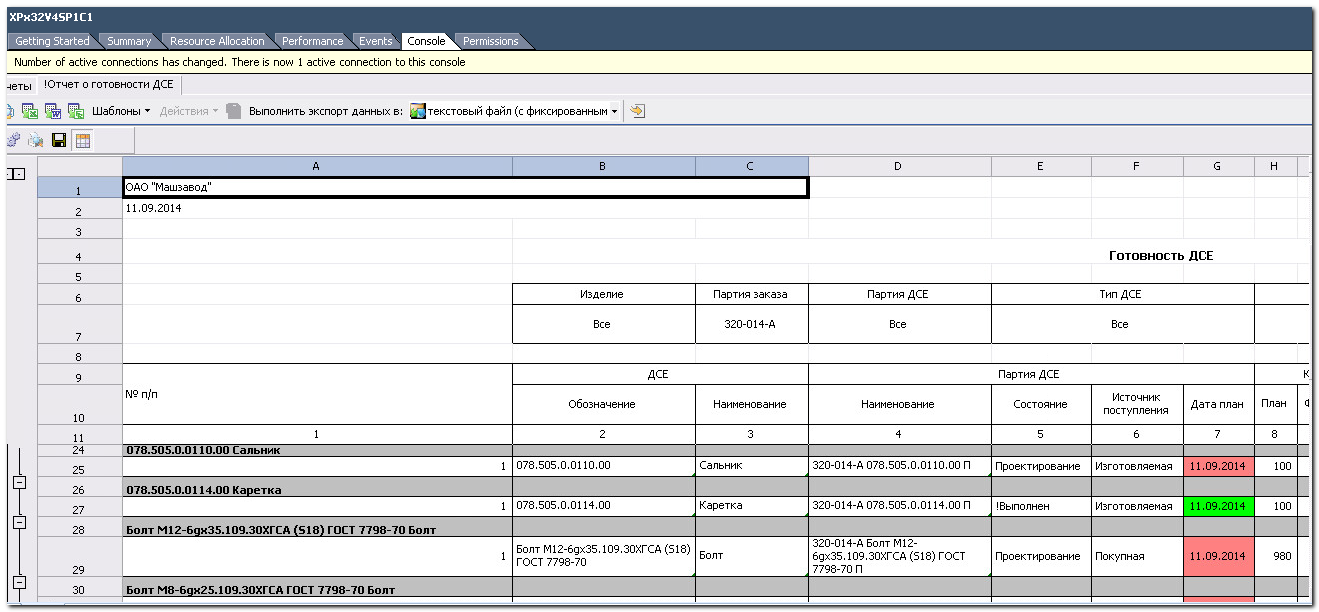 XPx32V4SP1C1
Getting Started Summary Resource Allocation Performance Events Console Permissions
Number of active connections has changed. There is now 1 active connection to this console
четы !Отчет о готовности ДСЕ
Шаблоны Действия Выполнить экспорт данных в: текстовый файл (с фиксированным
A B C D E F G H
1 ОАО "Машзавод"
2 11.09.2014
3
4 Готовность ДСЕ
5
6 Изделие Партия заказа Партия ДСЕ Тип ДСЕ
7 Все 320-014-А Все Все
8
9 ДСЕ Партия ДСЕ К
№ п/п
10 Обозначение Наименование Наименование Состояние Источник поступления Дата план План Ф
11 1 2 3 4 5 6 7 8
24 078.505.0.0110.00 Сальник
25 1 078.505.0.0110.00 Сальник 320-014-А 078.505.0.0110.00 П Проектирование Изготовляемая 11.09.2014 100
26 078.505.0.0114.00 Каретка
27 1 078.505.0.0114.00 Каретка 320-014-А 078.505.0.0114.00 П !Выполнен Изготовляемая 11.09.2014 100
28 Болт М12-6gх35.109.30ХГСА (S18) ГОСТ 7798-70 Болт
29 1 Болт М12-6gх35.109.30ХГСА (S18) ГОСТ 7798-70 Болт 320-014-А Болт М12-6gх35.109.30ХГСА (S18) ГОСТ 7798-70 П Проектирование Покупная 11.09.2014 980
30 Болт М8-6gх25.109.30ХГСА ГОСТ 7798-70 Болт